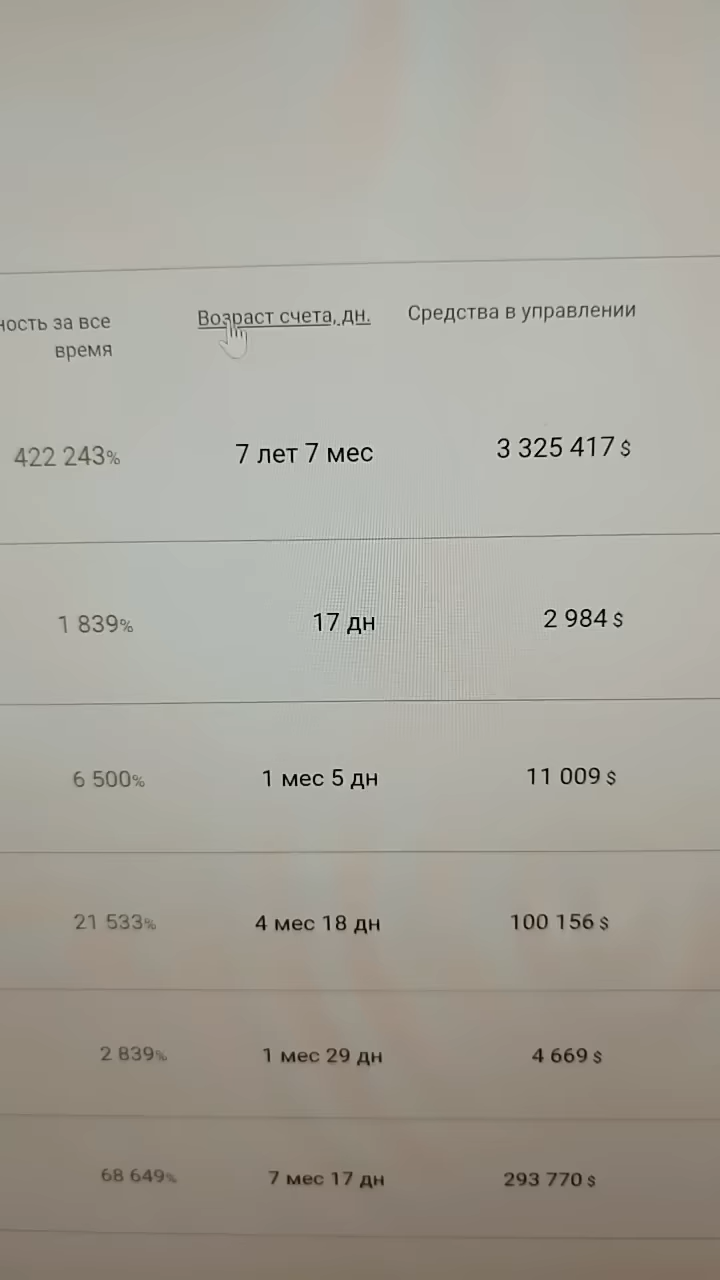 ность за все
время
Возраст счета, дн.
Средства в управлении
422 243%
7 лет 7 мес
3 325 417 $
1 839%
17 дн
2 984 $
6 500%
1 мес 5 дн
11 009 $
21 533%
4 мес 18 дн
100 156 $
2 839%
1 мес 29 дн
4 669 $
68 649%
7 мес 17 дн
293 770 $